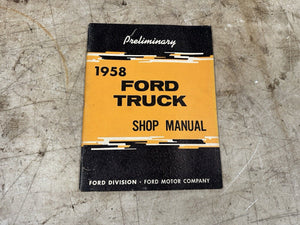 Preliminary
1958
FORD
TRUCK
SHOP MANUAL
FORD DIVISION • FORD MOTOR COMPANY